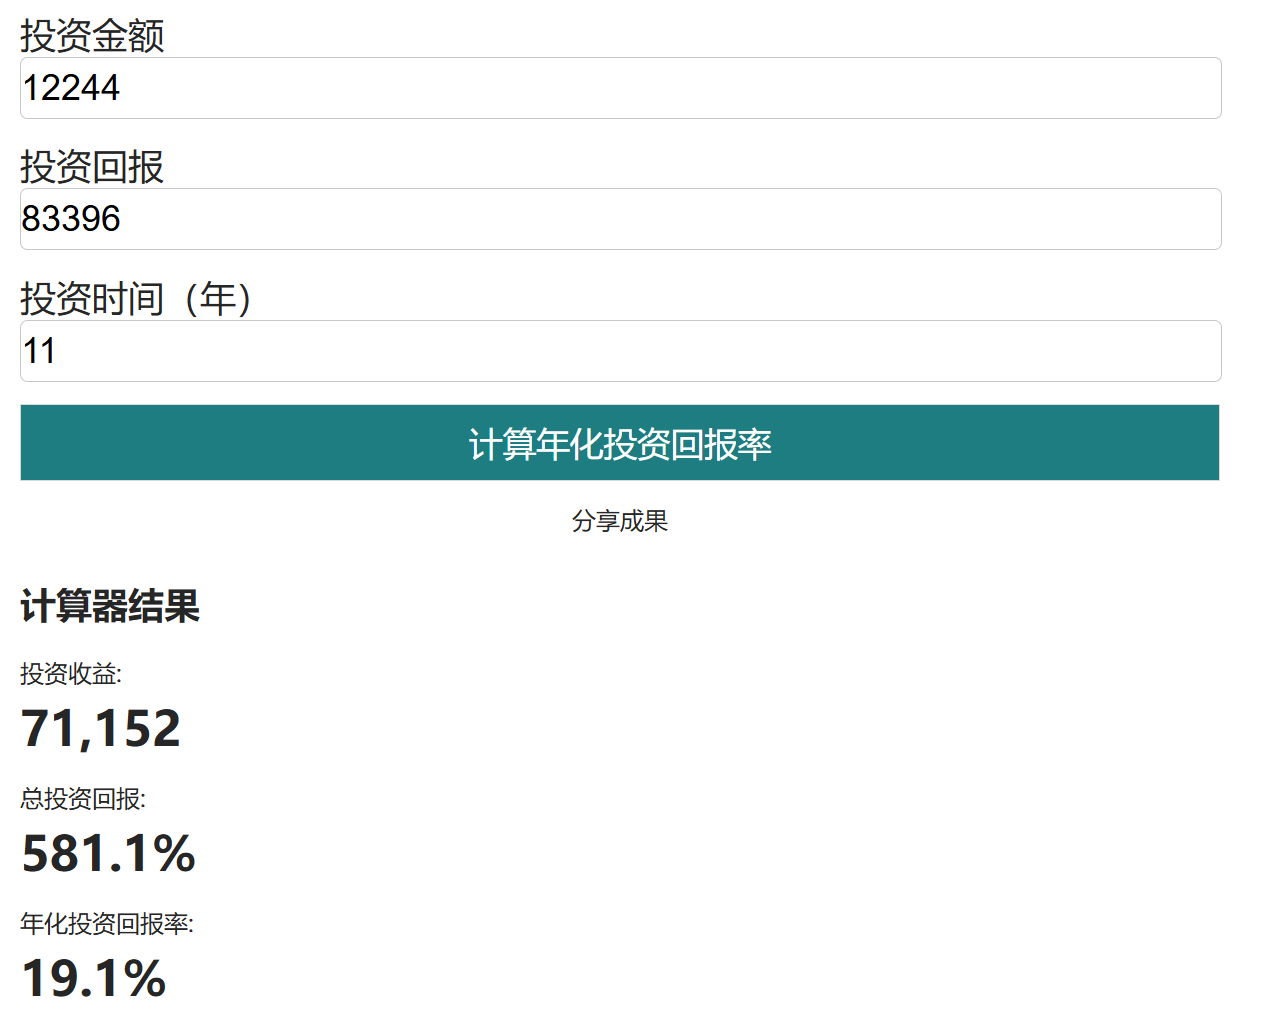 投资金额
12244
投资回报
83396
投资时间（年）
11
计算年化投资回报率
分享成果
计算器结果
投资收益:
71,152
总投资回报:
581.1%
年化投资回报率:
19.1%